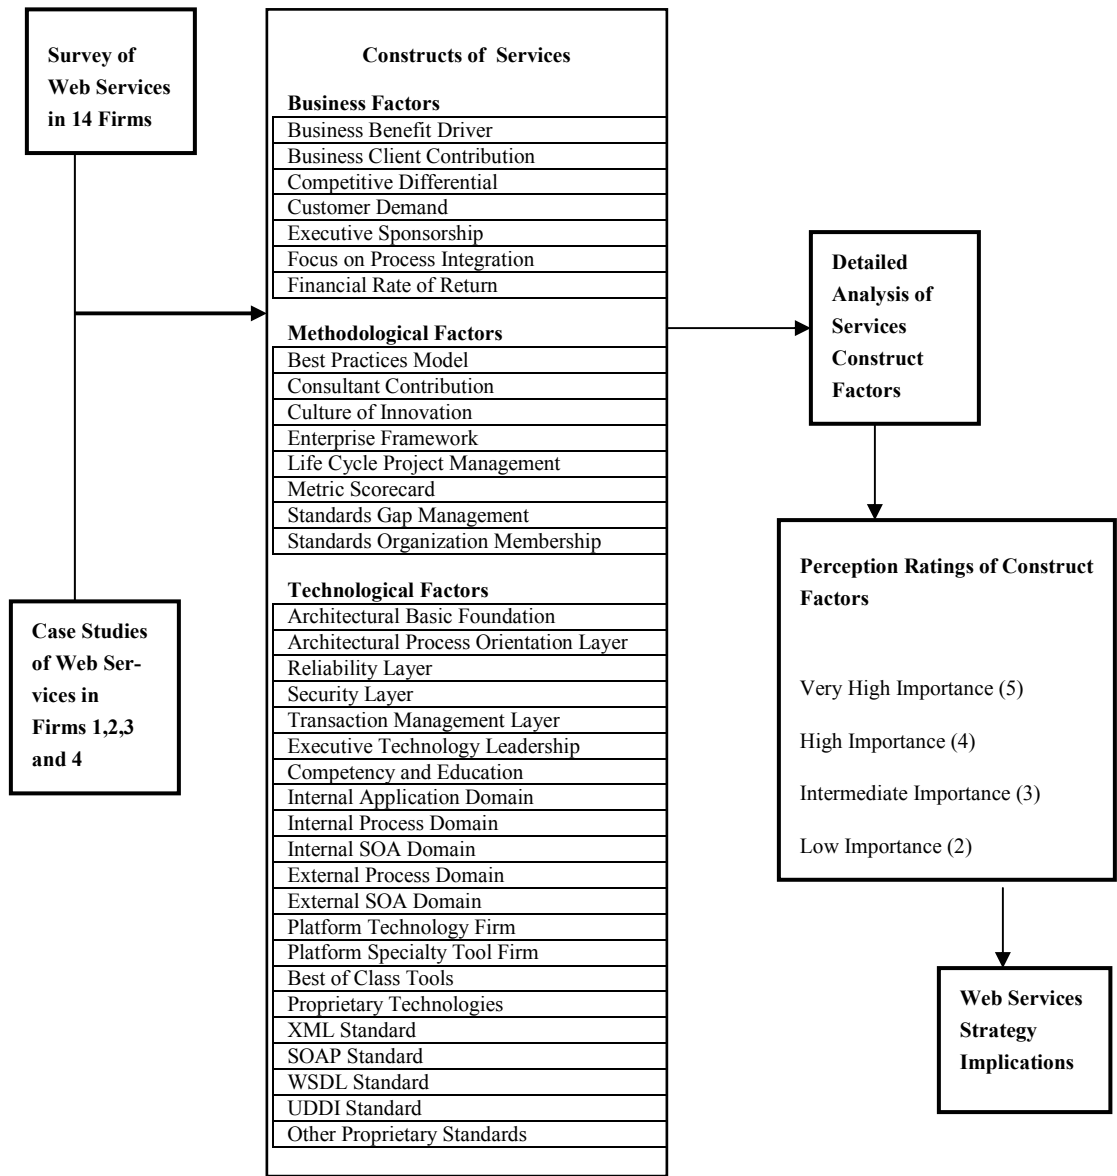 Survey of
Web Services
in 14 Firms
Case Studies
of Web Ser-
vices in
Firms 1,2,3
and 4
Constructs of Services
Business Factors
Business Benefit Driver
Business Client Contribution
Competitive Differential
Customer Demand
Executive Sponsorship
Focus on Process Integration
Financial Rate of Return
Methodological Factors
Best Practices Model
Consultant Contribution
Culture of Innovation
Enterprise Framework
Life Cycle Project Management
Metric Scorecard
Standards Gap Management
Standards Organization Membership
Technological Factors
Architectural Basic Foundation
Architectural Process Orientation Layer
Reliability Layer
Security Layer
Transaction Management Layer
Executive Technology Leadership
Competency and Education
Internal Application Domain
Internal Process Domain
Internal SOA Domain
External Process Domain
External SOA Domain
Platform Technology Firm
Platform Specialty Tool Firm
Best of Class Tools
Proprietary Technologies
XML Standard
SOAP Standard
WSDL Standard
UDDI Standard
Other Proprietary Standards
Detailed
Analysis of
Services
Construct
Factors
Perception Ratings of Construct
Factors
Very High Importance (5)
High Importance (4)
Intermediate Importance (3)
Low Importance (2)
Web Services
Strategy
Implications